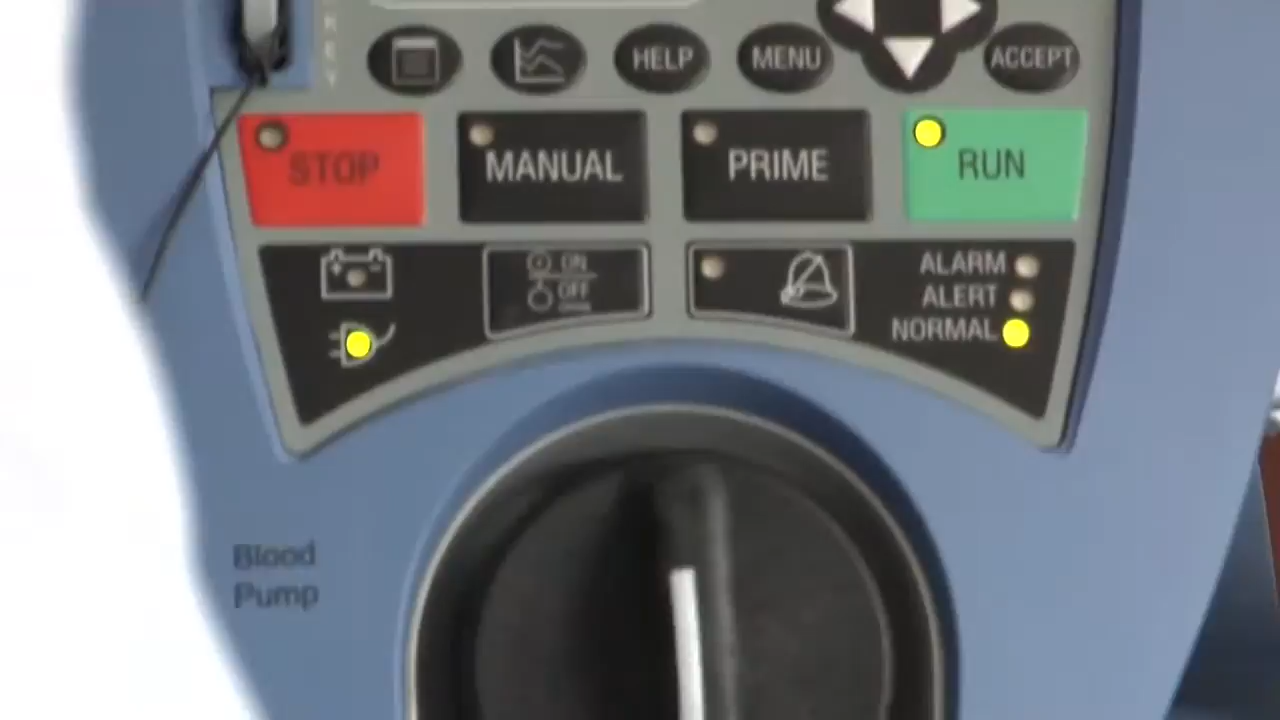 HELP
MENU
ACCEPT
STOP
MANUAL
PRIME
RUN
ON
OFF
ALARM
ALERT
NORMAL
Blood
Pump